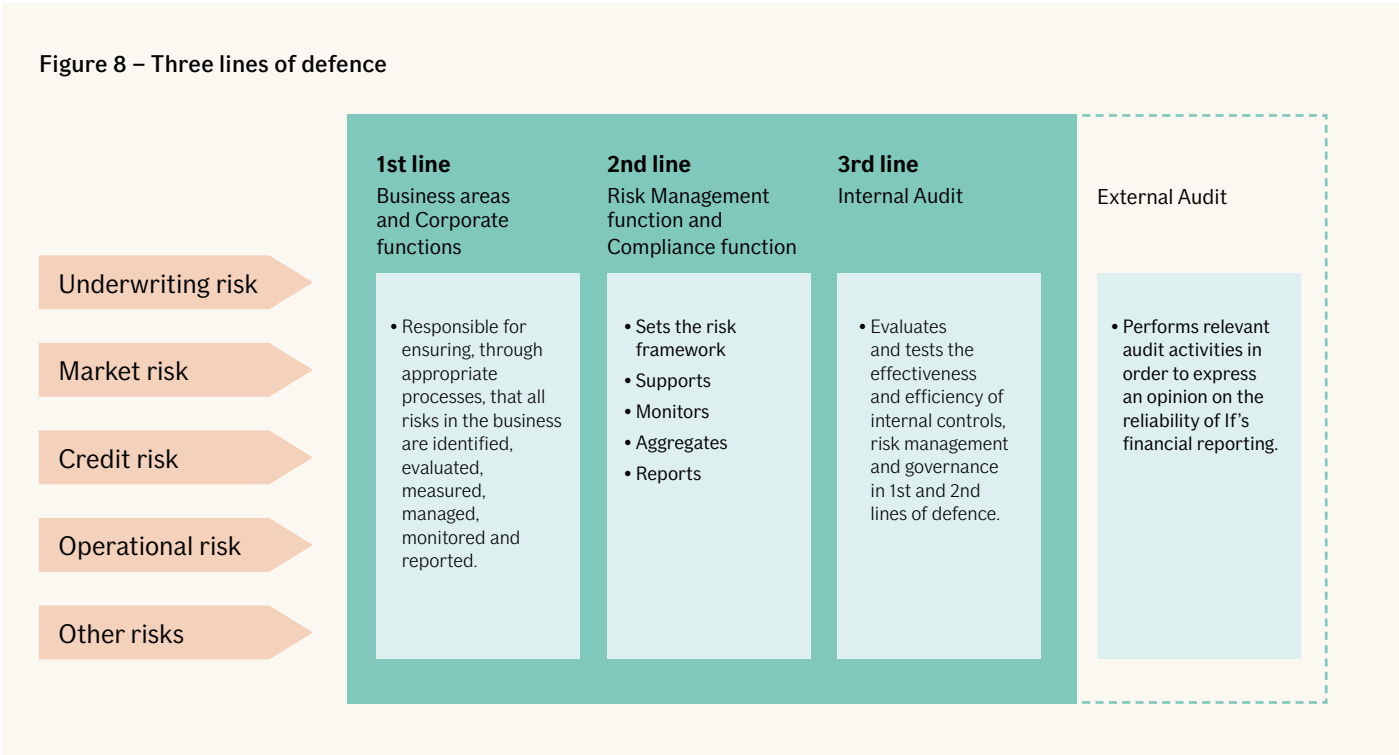 Figure 8 – Three lines of defence
Underwriting risk
Market risk
Credit risk
Operational risk
Other risks
1st line
Business areas
and Corporate
functions
• Responsible for
ensuring, through
appropriate
processes, that all
risks in the business
are identified,
evaluated,
measured,
managed,
monitored and
reported.
2nd line
Risk Management
function and
Compliance function
• Sets the risk
framework
• Supports
• Monitors
• Aggregates
• Reports
3rd line
Internal Audit
• Evaluates
and tests the
effectiveness
and efficiency of
internal controls,
risk management
and governance
in 1st and 2nd
lines of defence.
External Audit
• Performs relevant
audit activities in
order to express
an opinion on the
reliability of If's
financial reporting.